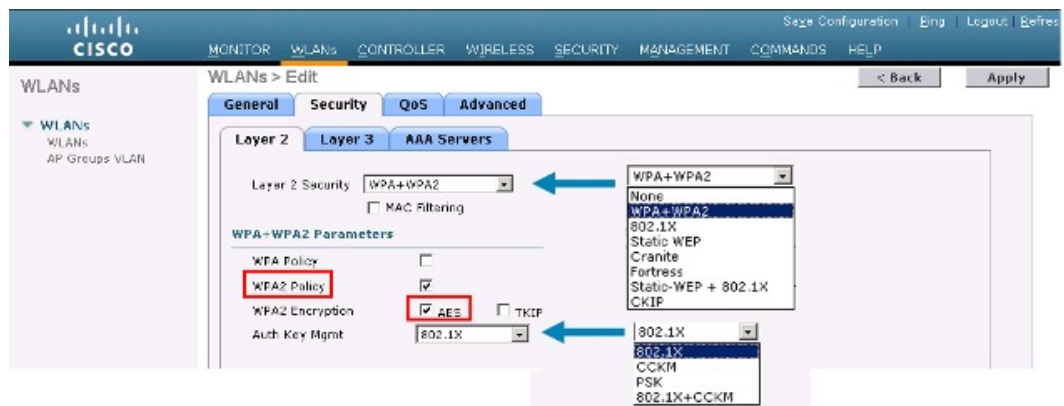 Save Configuration | Ping | Logout | Refres
CISCO
MONITOR WLANs CONTROLLER WIRELESS SECURITY MANAGEMENT COMMANDS HELP
WLANs
WLANs > Edit
< Back
Apply
General Security QoS Advanced
WLANs
WLANs
AP Groups VLAN
Layer 2 Layer 3 AAA Servers
Layer 2 Security WPA+WPA2
MAC Filtering
WPA+WPA2 Parameters
WPA Policy
WPA2 Policy
WPA2 Encryption AES TKIP
Auth Key Mgmt 802.1X
WPA+WPA2
None
WPA+WPA2
802.1X
Static WEP
Cranite
Fortress
Static-WEP + 802.1X
CKIP
802.1X
802.1X
CCKM
PSK
802.1X+CCKM